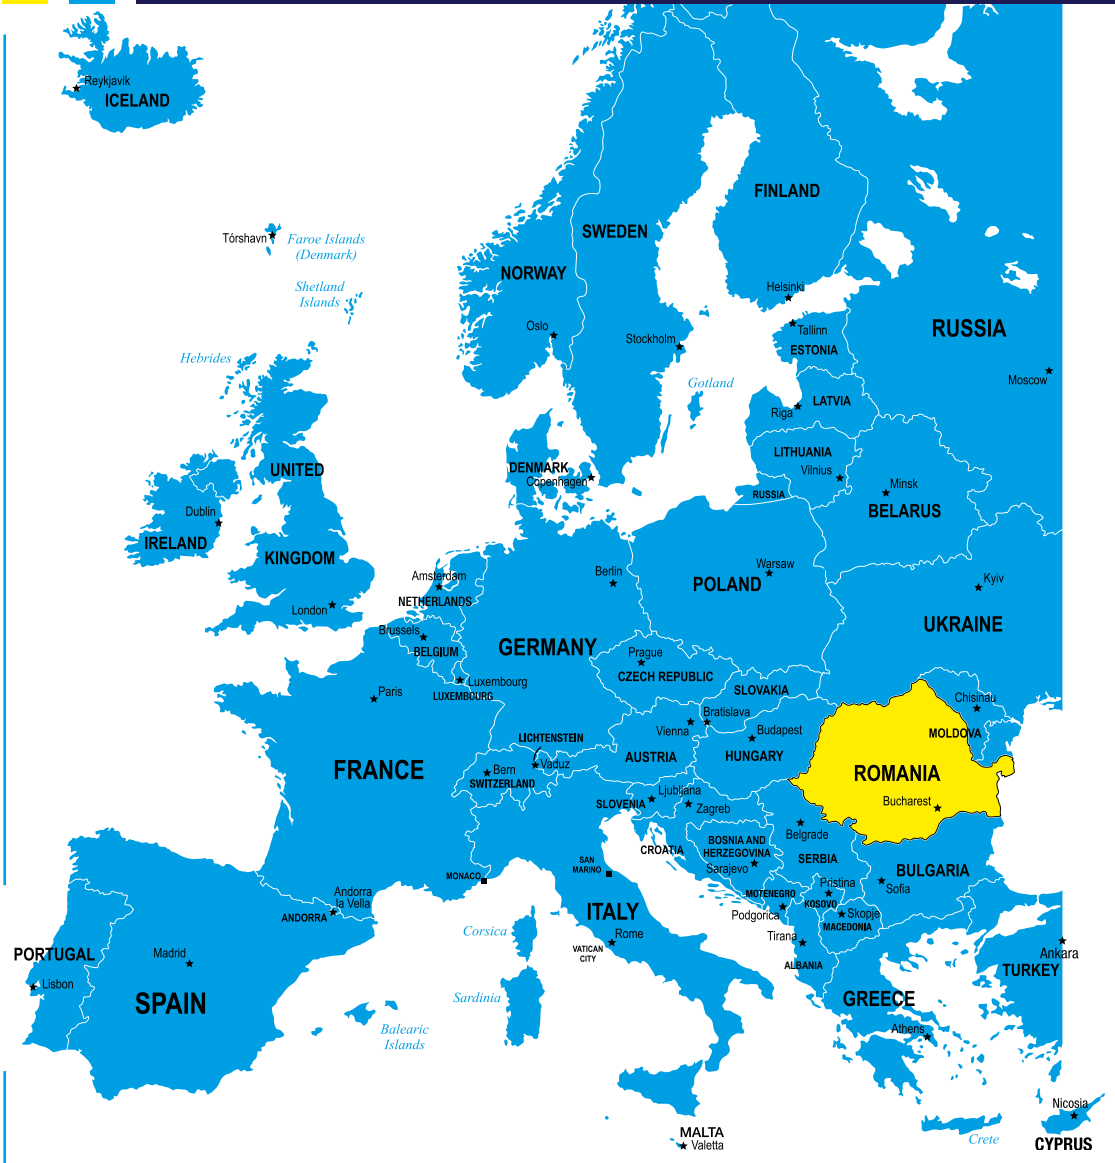 Reykjavik
ICELAND
FINLAND
SWEDEN
Tórshavn
Faroe Islands
(Denmark)
NORWAY
Shetland
Islands
Helsinki
Oslo
Tallinn
RUSSIA
Stockholm
ESTONIA
Hebrides
Moscow
Gotland
LATVIA
Riga
LITHUANIA
UNITED
DENMARK
Vilnius
Copenhagen
Minsk
RUSSIA
Dublin
BELARUS
IRELAND
KINGDOM
Warsaw
Amsterdam
Berlin
POLAND
Kyiv
NETHERLANDS
London
UKRAINE
Brussels
GERMANY
BELGIUM
Prague
CZECH REPUBLIC
Luxembourg
LUXEMBOURG
SLOVAKIA
Paris
Chisinau
Bratislava
Vienna
Budapest
MOLDOVA
LICHTENSTEIN
AUSTRIA
HUNGARY
Vaduz
FRANCE
Bern
SWITZERLAND
ROMANIA
Ljubljana
SLOVENIA
Zagreb
Bucharest
Belgrade
BOSNIA AND
HERZEGOVINA
CROATIA
SERBIA
SAN
MARINO
Sarajevo
BULGARIA
MONACO
Andorra
la Vella
Pristina
Sofia
MOTENEGRO
KOSOVO
ANDORRA
ITALY
Podgorica
Skopje
MACEDONIA
Corsica
Rome
Tirana
VATICAN
CITY
PORTUGAL
Madrid
Ankara
ALBANIA
TURKEY
Lisbon
SPAIN
Sardinia
GREECE
Balearic
Islands
Athens
Nicosia
MALTA
Valetta
Crete
CYPRUS